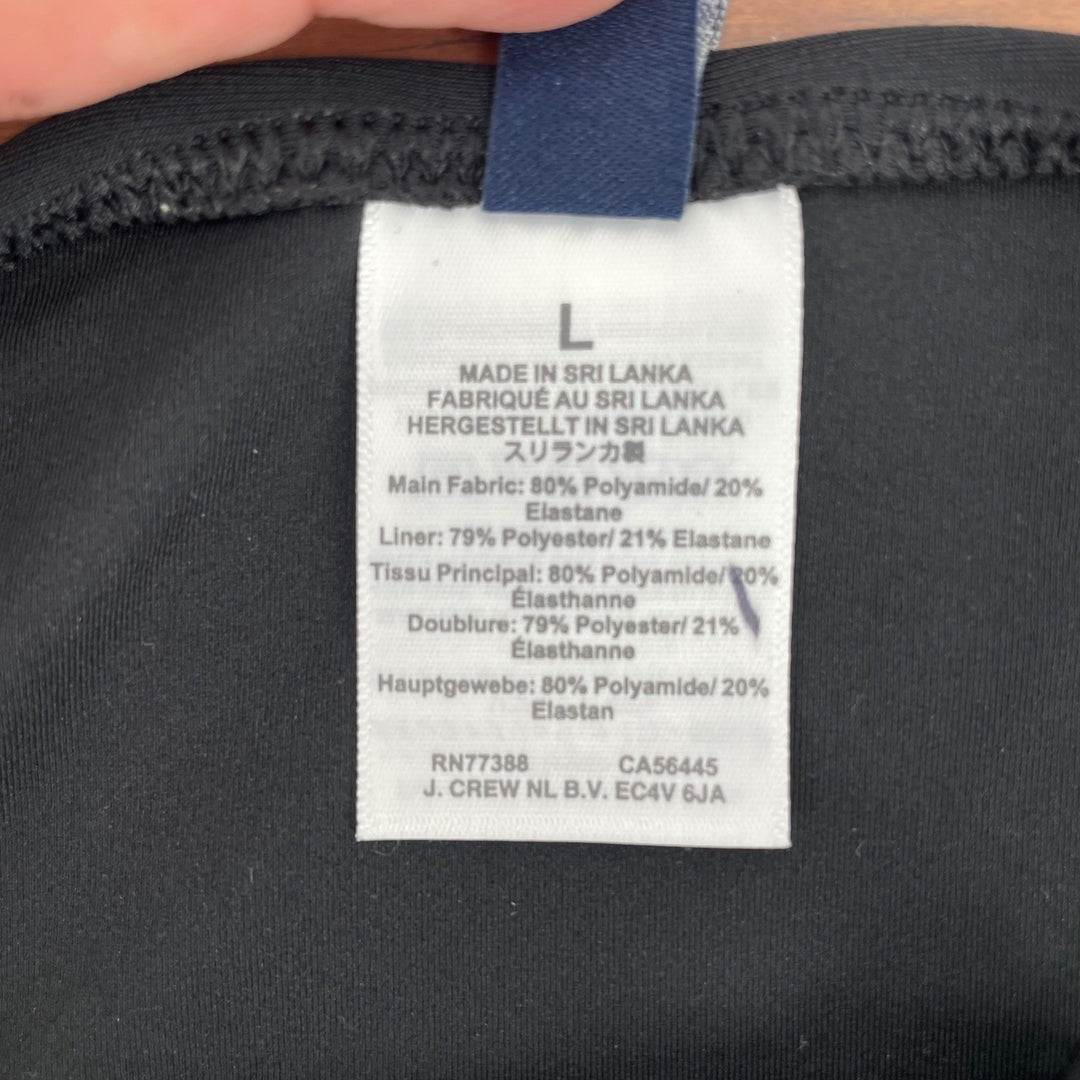 L
MADE IN SRI LANKA
FABRIQUÉ AU SRI LANKA
HERGESTELLT IN SRI LANKA
スリランカ製
Main Fabric: 80% Polyamide/ 20%
Elastane
Liner: 79% Polyester/ 21% Elastane
Tissu Principal: 80% Polyamide/ 20%
Élasthanne
Doublure: 79% Polyester/ 21%
Élasthanne
Hauptgewebe: 80% Polyamide/ 20%
Elastan
RN77388 CA56445
J. CREW NL B.V. EC4V 6JA